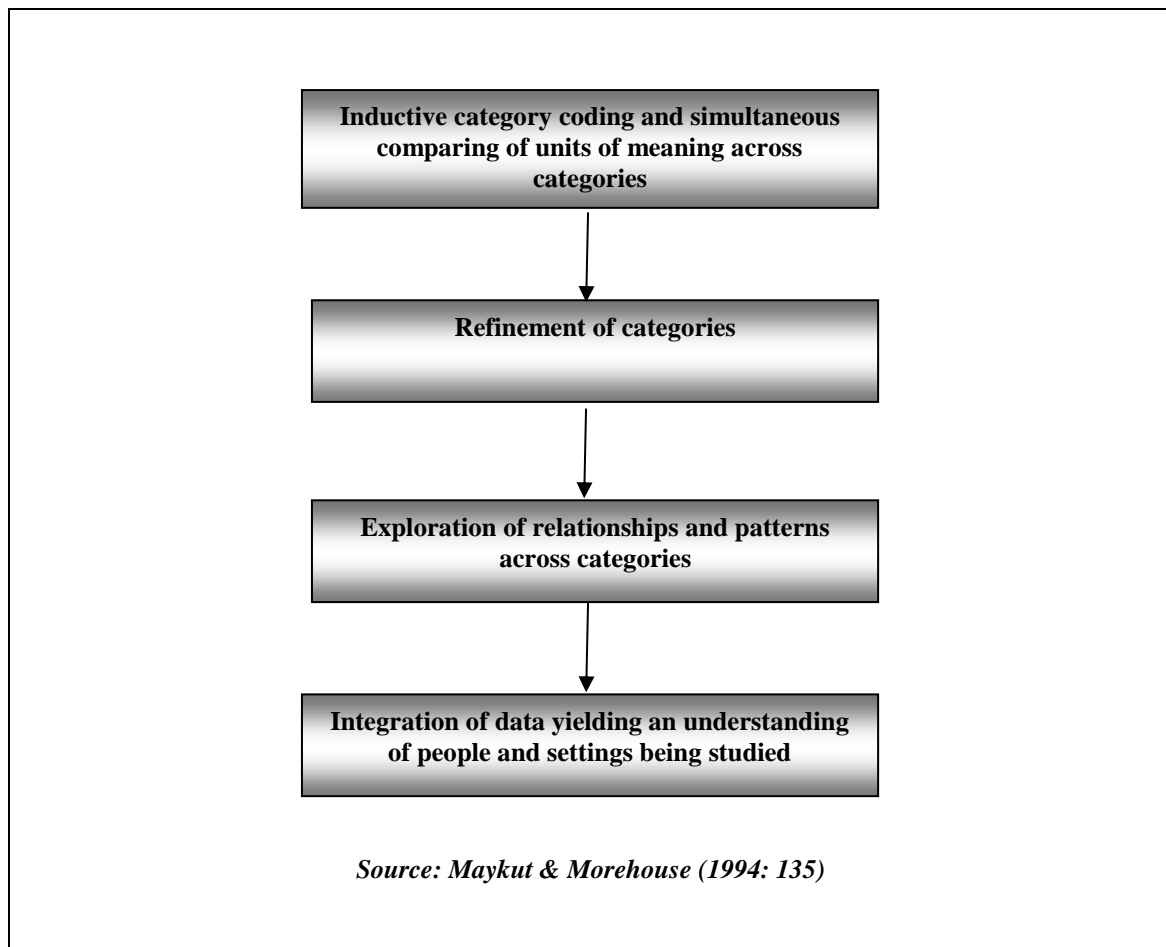 Inductive category coding and simultaneous
comparing of units of meaning across
categories
Refinement of categories
Exploration of relationships and patterns
across categories
Integration of data yielding an understanding
of people and settings being studied
Source: Maykut & Morehouse (1994: 135)